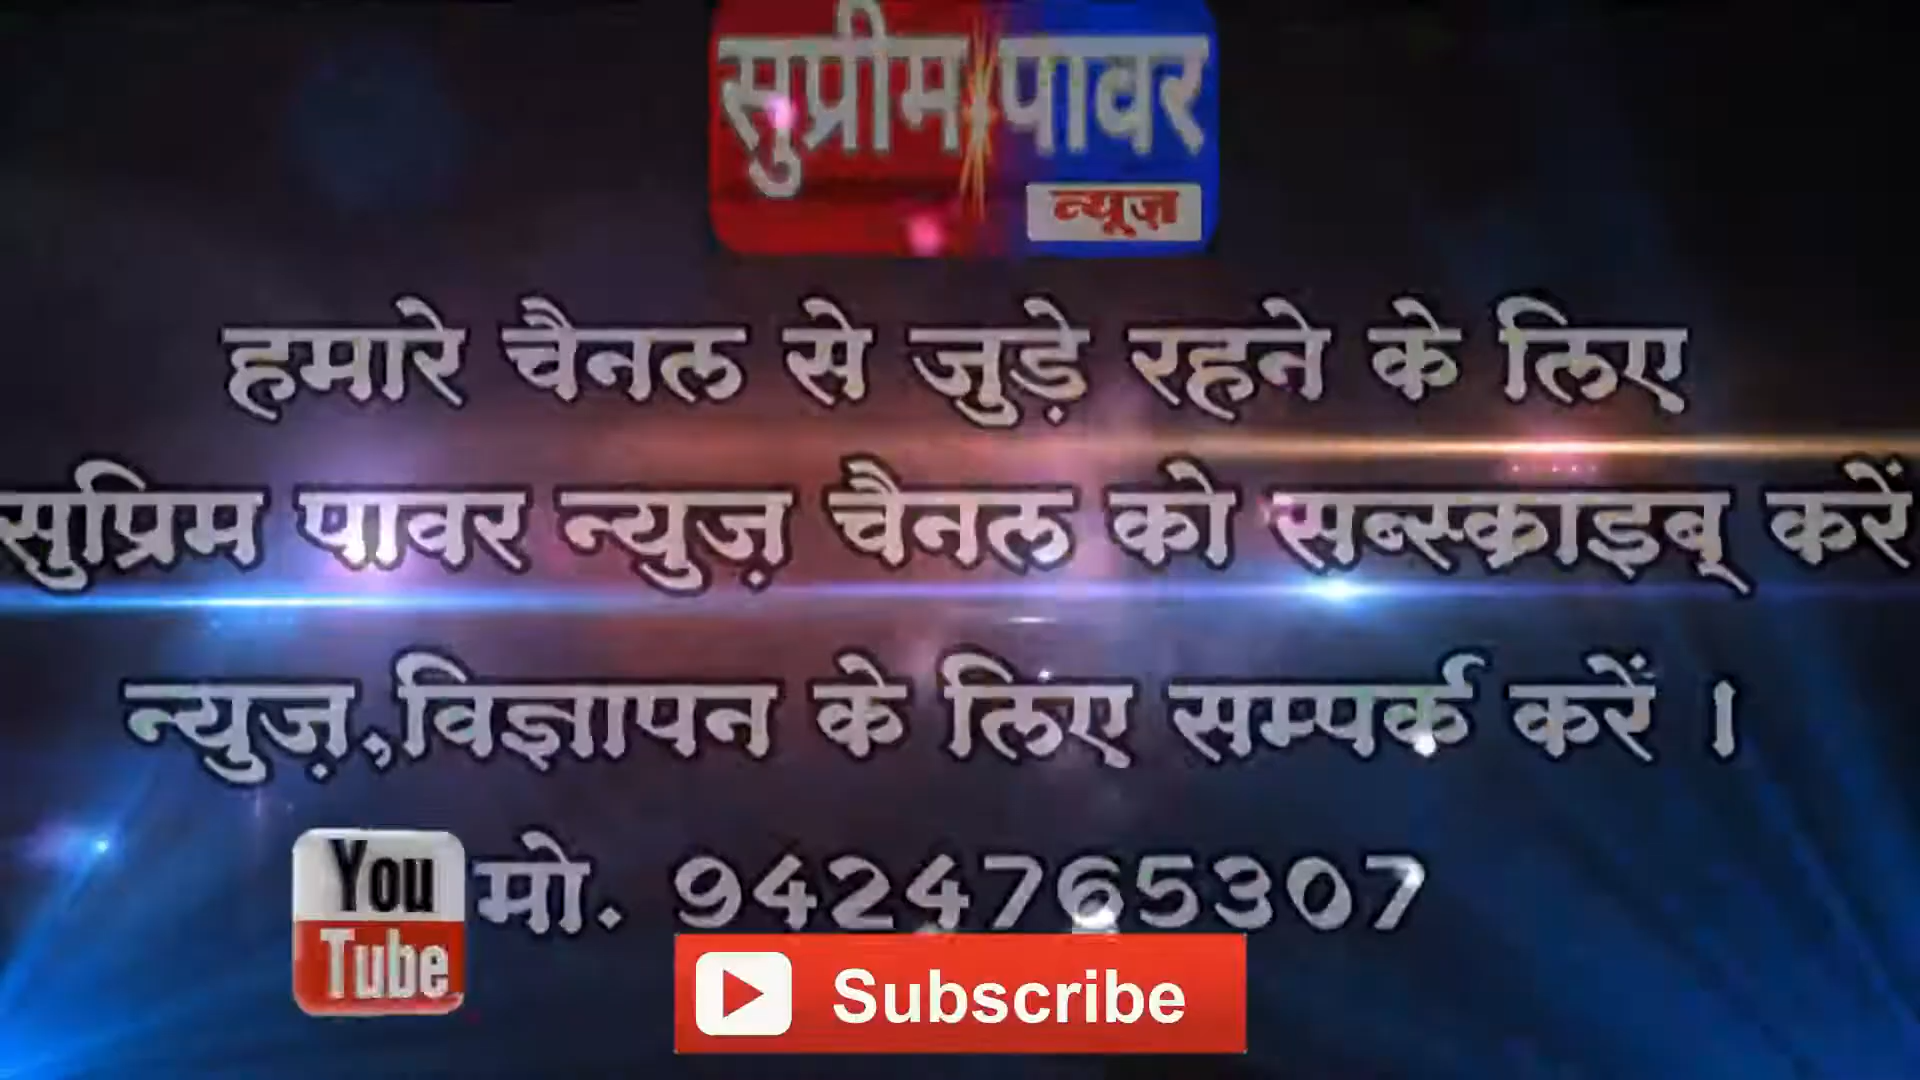 सुप्रीम पावर
न्यूज़
हमारे चैनल से जुड़े रहने के लिए
सुप्रिम पावर न्युज़ चैनल को सब्स्क्राइब् करें
न्युज़,विज्ञापन के लिए सम्पर्क करें ।
You
Tube
मो. 9424765307
Subscribe